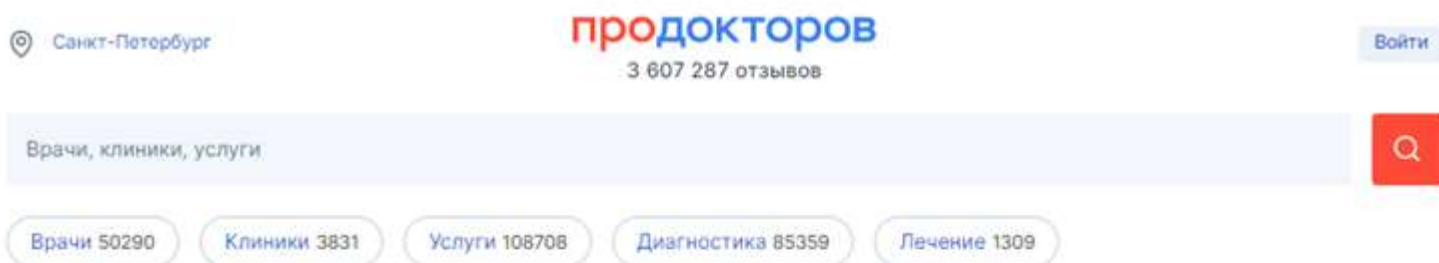 Санкт-Петербург
продокторов
Войти
3 607 287 отзывов
Врачи, клиники, услуги
Врачи 50290
Клиники 3831
Услуги 108708
Диагностика 85359
Лечение 1309